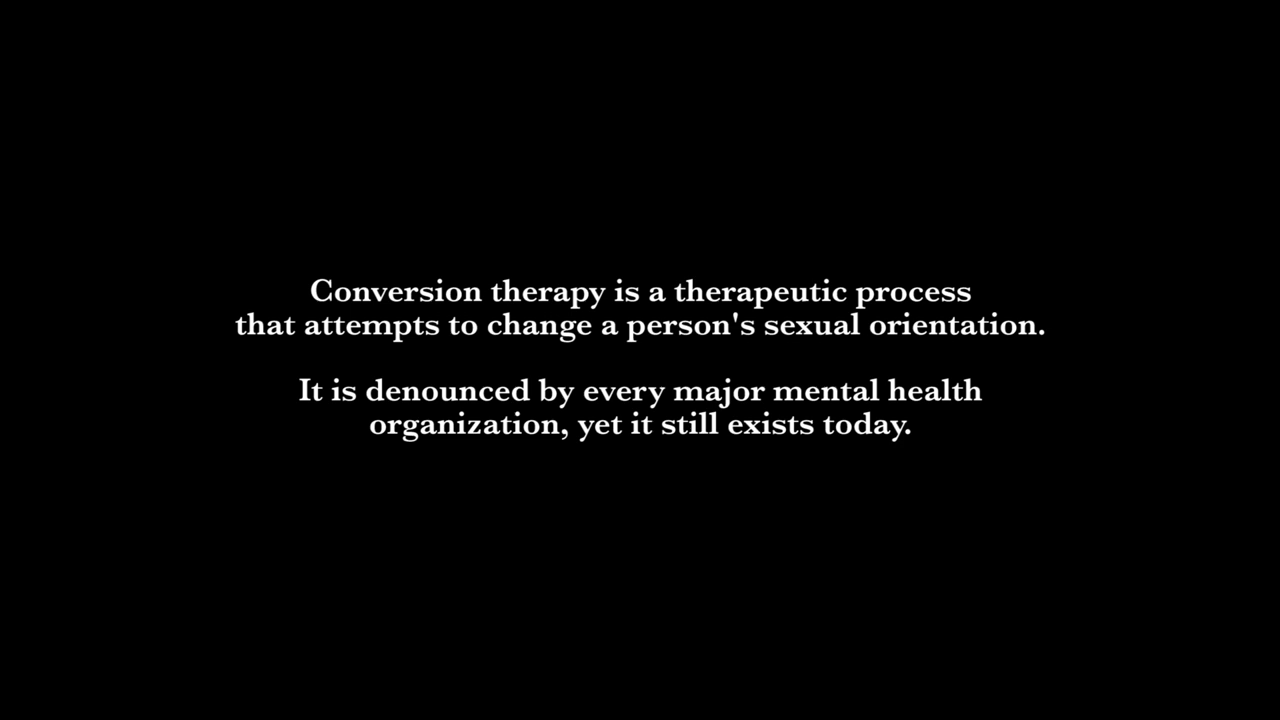 Conversion therapy is a therapeutic process
that attempts to change a person's sexual orientation.
It is denounced by every major mental health
organization, yet it still exists today.